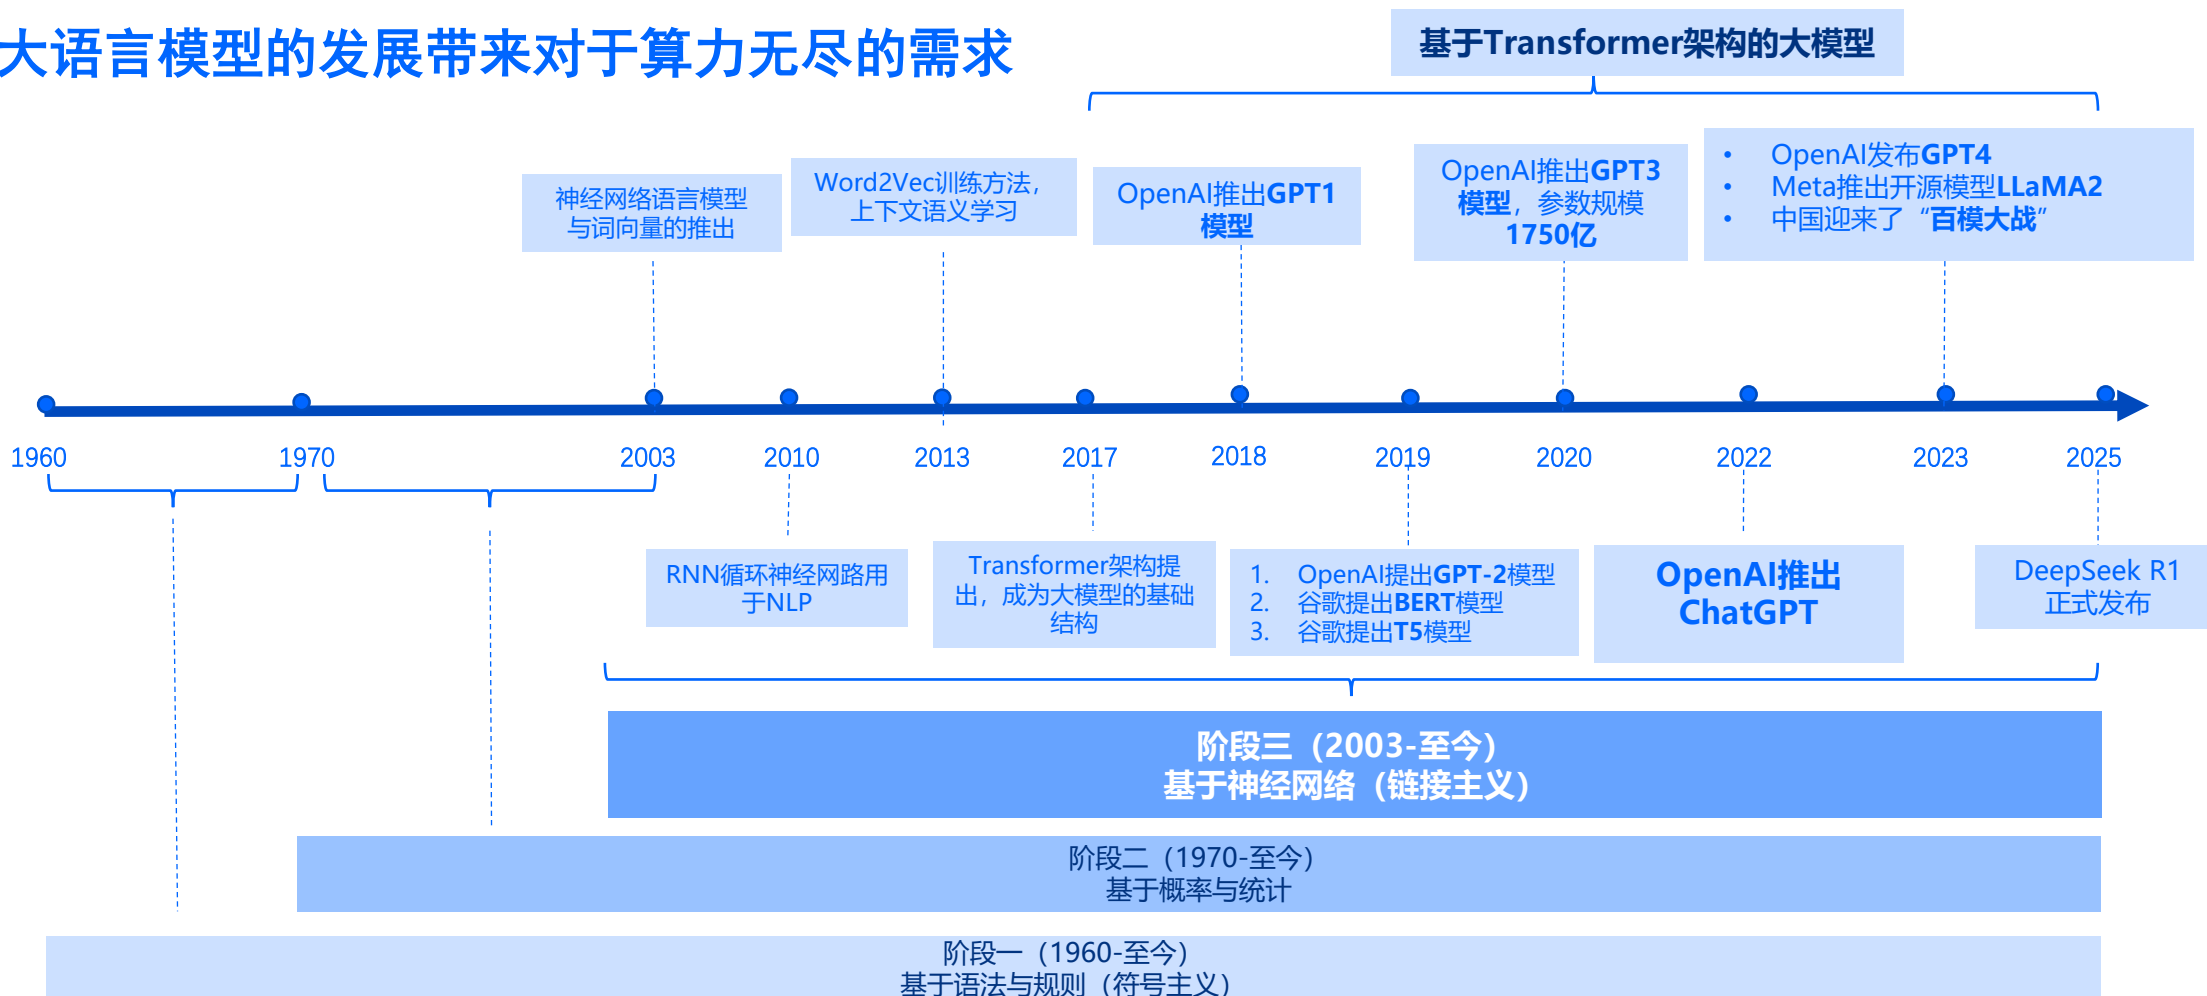 大语言模型的发展带来对于算力无尽的需求
基于Transformer架构的大模型
神经网络语言模型
与词向量的推出
Word2Vec训练方法，
上下文语义学习
OpenAI推出GPT1
模型
OpenAI推出GPT3
模型，参数规模
1750亿
• OpenAI发布GPT4
• Meta推出开源模型LLaMA2
• 中国迎来了“百模大战”
1960
1970
2003
2010
2013
2017
2018
2019
2020
2022
2023
2025
RNN循环神经网路用
于NLP
Transformer架构提
出，成为大模型的基础
结构
1. OpenAI提出GPT-2模型
2. 谷歌提出BERT模型
3. 谷歌提出T5模型
OpenAI推出
ChatGPT
DeepSeek R1
正式发布
阶段三（2003-至今）
基于神经网络（链接主义）
阶段二（1970-至今）
基于概率与统计
阶段一（1960-至今）
基于语法与规则（符号主义）